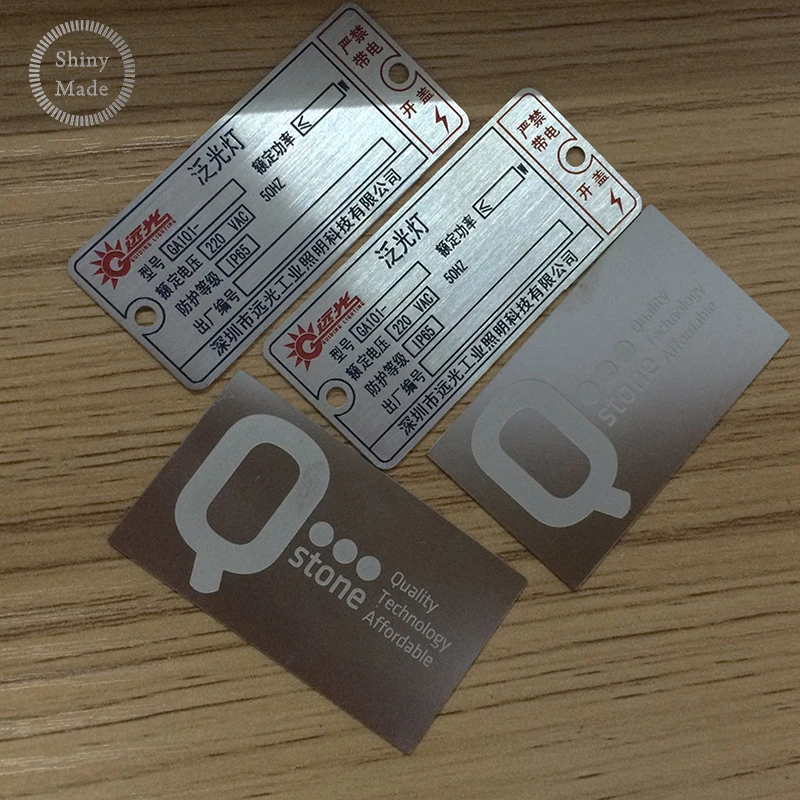 Shiny
Made
严禁
带电
开盖
泛光灯
远光
GUIDING LIGHTING
型号 GA101-
额定功率 W
额定电压 220 VAC 50HZ
防护等级 IP65
出厂编号
深圳市远光工业照明科技有限公司
严禁
带电
开盖
泛光灯
远光
GUIDING LIGHTING
型号 GA101-
额定功率
额定电压 220 VAC 50HZ
防护等级 IP65
出厂编号
深圳市远光工业照明科技有限公司
Q
stone
Quality
Technology
Affordable
Q
stone
Quality
Technology
Affordable